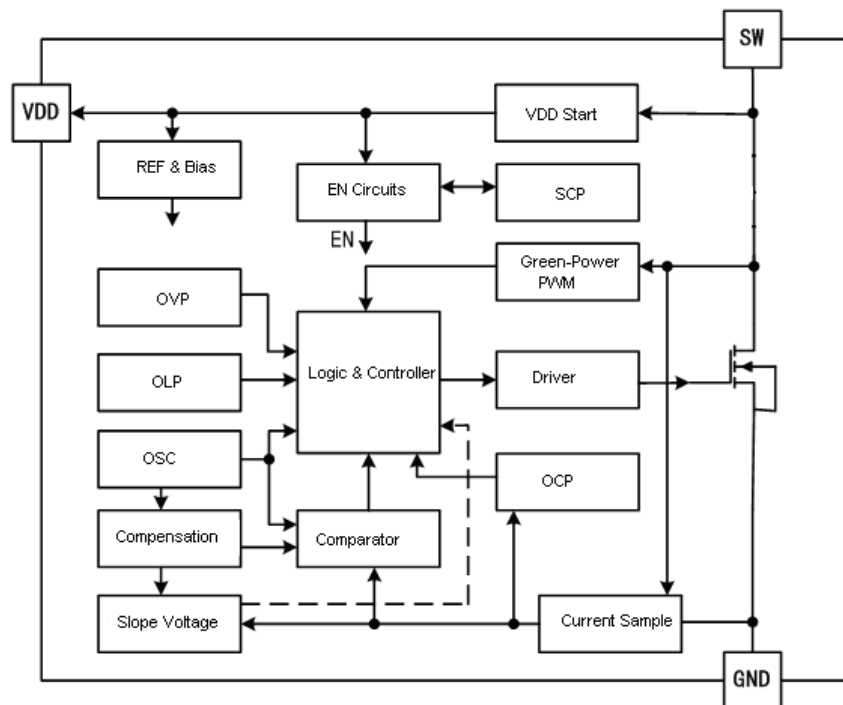 SW
VDD
VDD Start
REF & Bias
EN Circuits
SCP
EN
Green-Power
PWM
OVP
Logic & Controller
OLP
Driver
OSC
OCP
Compensation
Comparator
Slope Voltage
Current Sample
GND